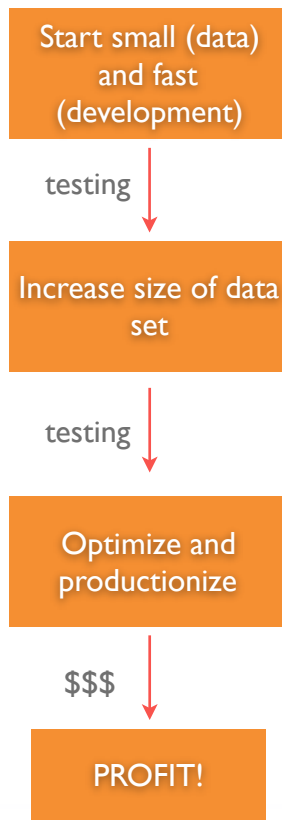 Start small (data)
and fast
(development)
testing
Increase size of data
set
testing
Optimize and
productionize
$$$
PROFIT!